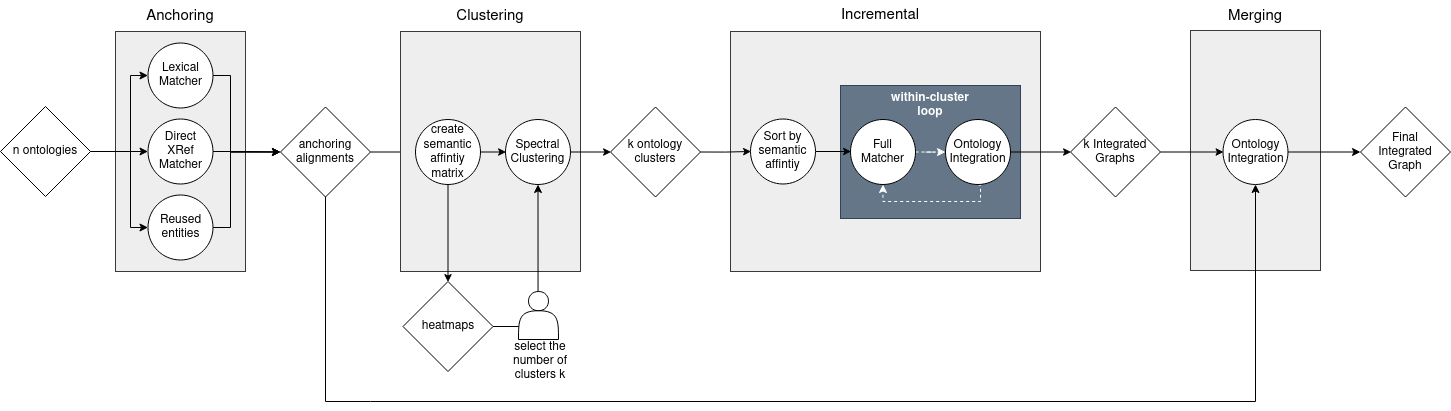 Anchoring
Clustering
Incremental
Merging
n ontologies
Lexical
Matcher
Direct
XRef
Matcher
Reused
entities
anchoring
alignments
create
semantic
affintiy
matrix
Spectral
Clustering
heatmaps
select the
number of
clusters k
k ontology
clusters
Sort by
semantic
affintiy
within-cluster
loop
Full
Matcher
Ontology
Integration
k Integrated
Graphs
Ontology
Integration
Final
Integrated
Graph